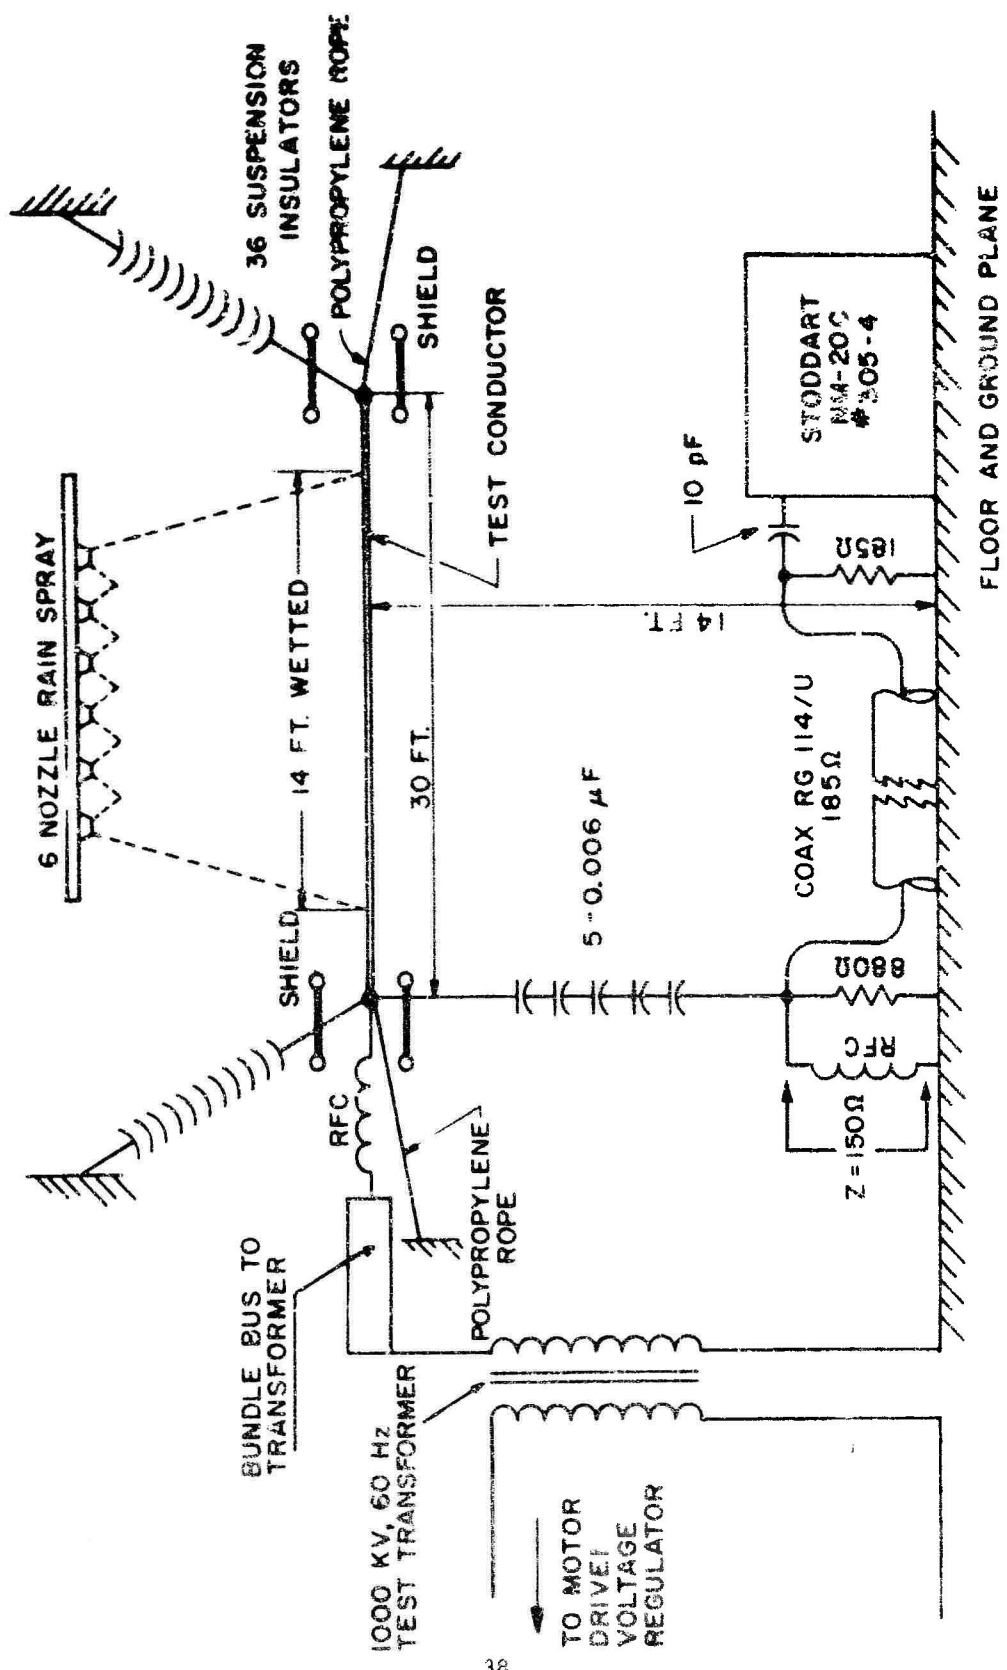 6 NOZZLE RAIN SPRAY
36 SUSPENSION
INSULATORS
POLYPROPYLENE ROPE
SHIELD
14 FT. WETTED
SHIELD
30 FT.
TEST CONDUCTOR
14 FT.
RFC
BUNDLE BUS TO
TRANSFORMER
POLYPROPYLENE
ROPE
1000 KV, 60 Hz
TEST TRANSFORMER
TO MOTOR
DRIVEN
VOLTAGE
REGULATOR
5-0.006 µF
Z=150Ω
RFC
880Ω
COAX RG 114/U
185Ω
185Ω
10 pF
STODDART
NM-20C
FLOOR AND GROUND PLANE
38